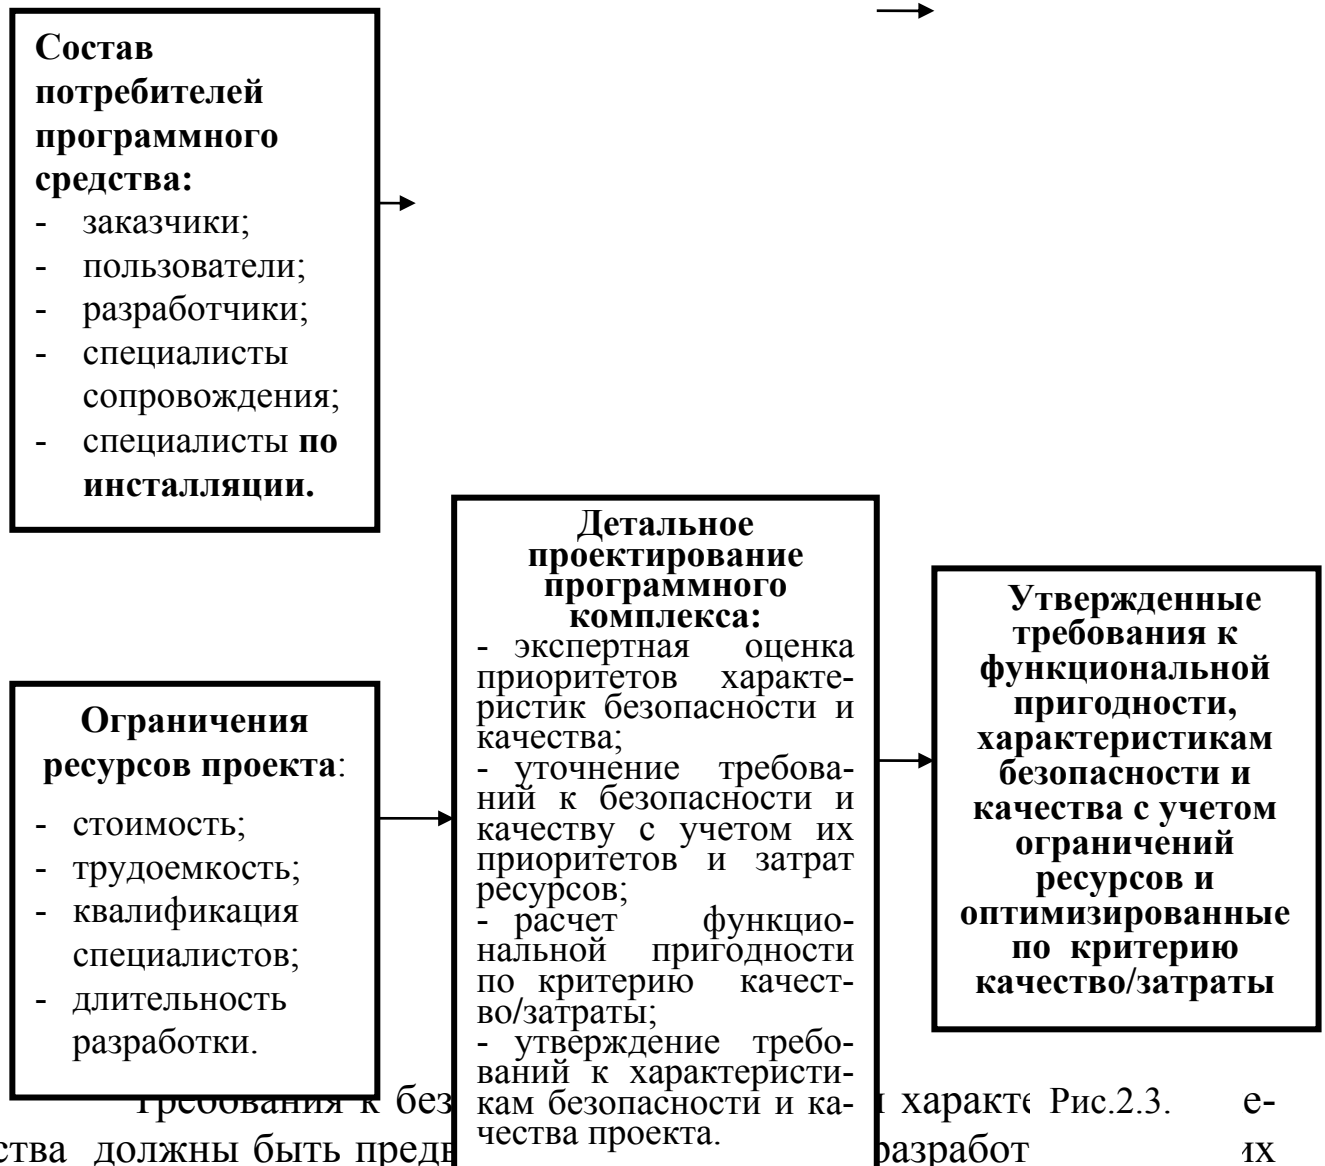 Состав
потребителей
программного
средства:
- заказчики;
- пользователи;
- разработчики;
- специалисты
сопровождения;
- специалисты по
инсталляции.
Ограничения
ресурсов проекта:
- стоимость;
- трудоемкость;
- квалификация
специалистов;
- длительность
разработки.
Детальное
проектирование
программного
комплекса:
- экспертная оценка
приоритетов характе-
ристик безопасности и
качества;
- уточнение требова-
ний к безопасности и
качеству с учетом их
приоритетов и затрат
ресурсов;
- расчет функцио-
нальной пригодности
по критерию качест-
во/затраты;
- утверждение требо-
ваний к характеристи-
кам безопасности и ка-
чества проекта.
Утвержденные
требования к
функциональной
пригодности,
характеристикам
безопасности и
качества с учетом
ограничений
ресурсов и
оптимизированные
по критерию
качество/затраты
Рис.2.3.
Требования к без
должны быть